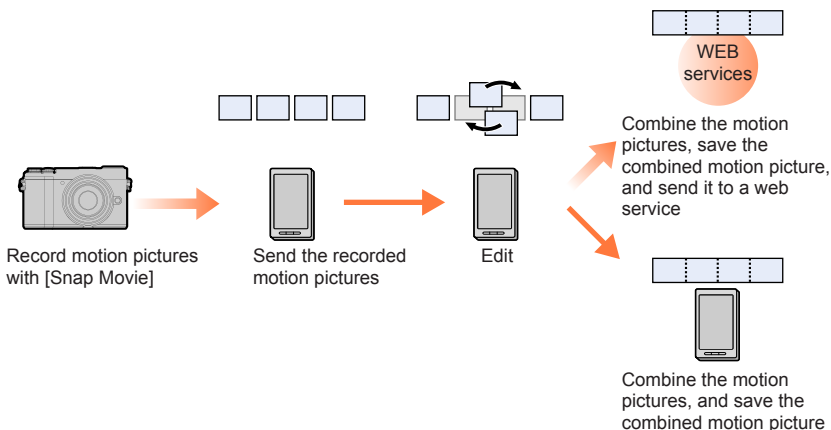 Record motion pictures
with [Snap Movie]
Send the recorded
motion pictures
Edit
WEB
services
Combine the motion
pictures, save the
combined motion picture,
and send it to a web
service
Combine the motion
pictures, and save the
combined motion picture